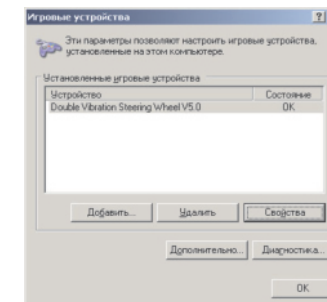 Игровые устройства
Эти параметры позволяют настроить игровые устройства,
установленные на этом компьютере.
Установленные игровые устройства
Устройство Состояние
Double Vibration Steering Wheel V5.0 OK
Добавить... Удалить Свойства
Дополнительно... Диагностика...
OK